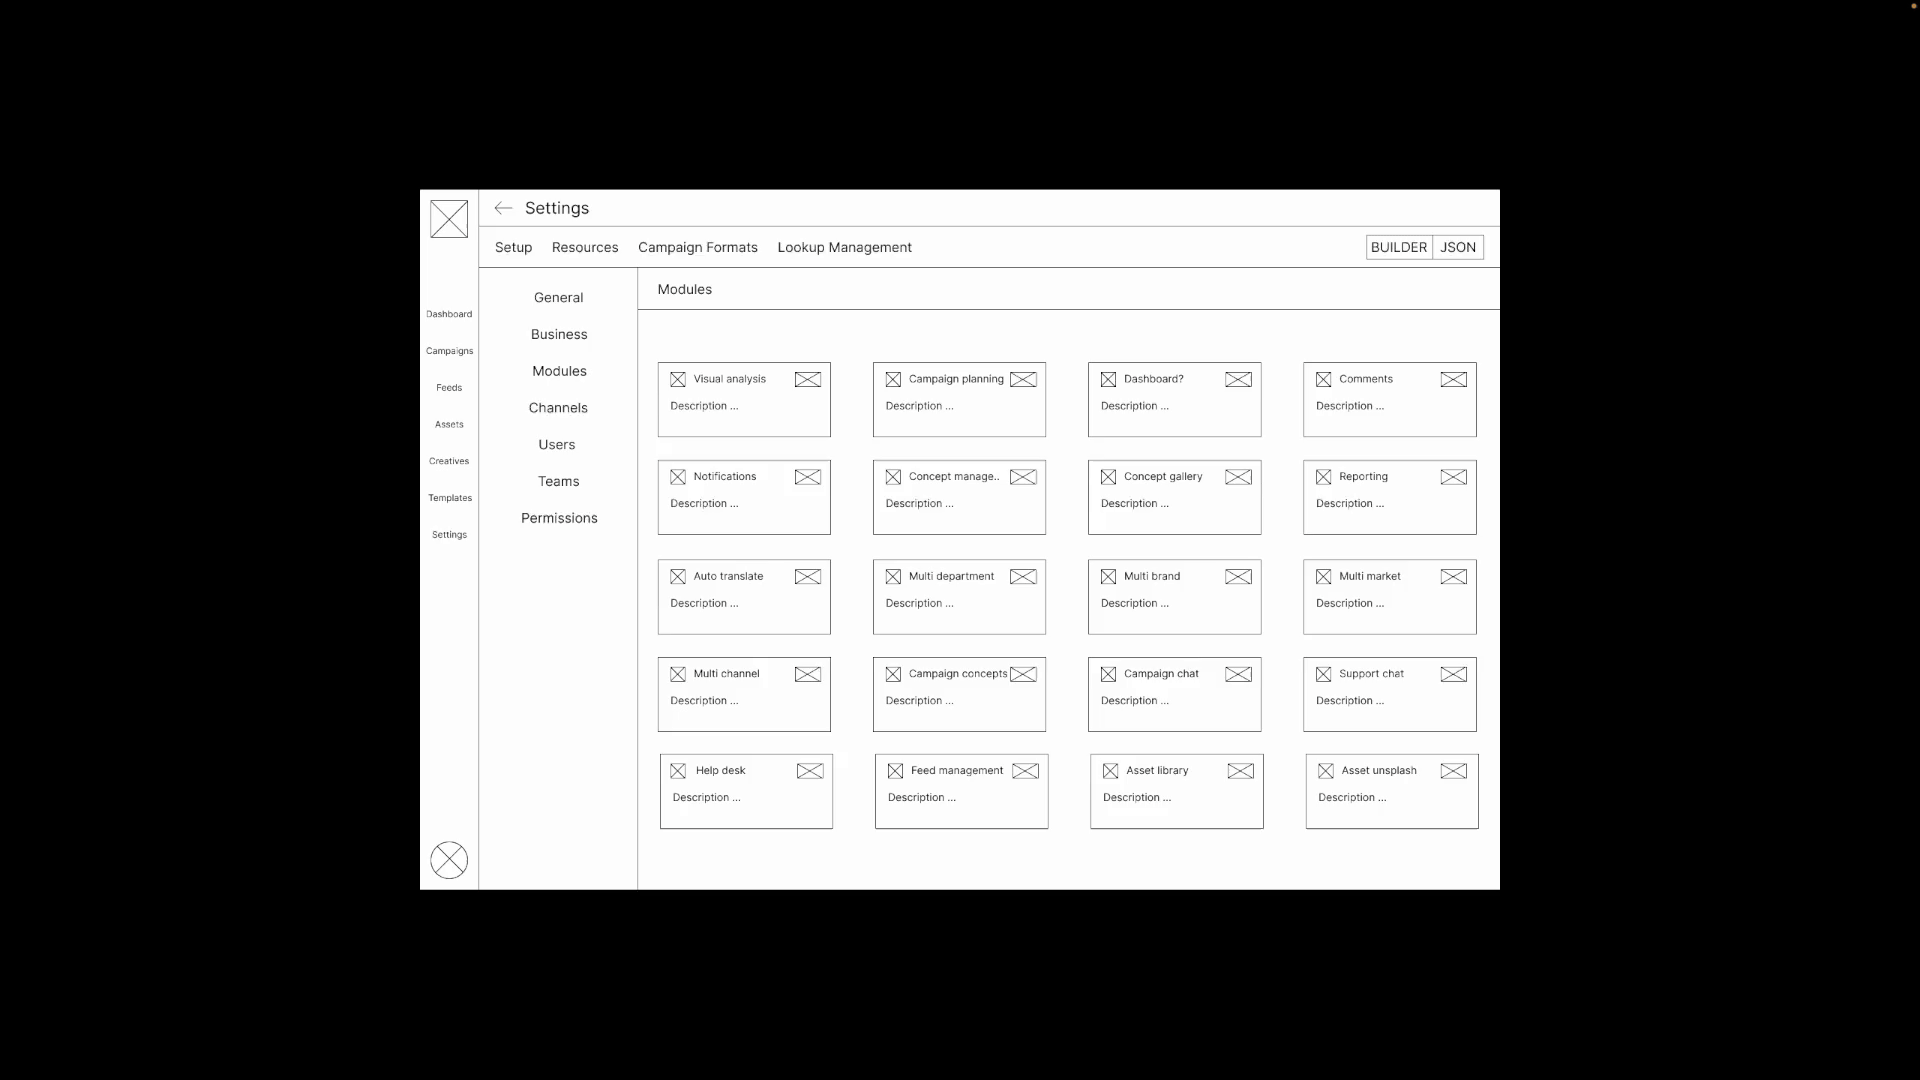 Settings
Setup Resources Campaign Formats Lookup Management BUILDER JSON
Dashboard
Campaigns
Feeds
Assets
Creatives
Templates
Settings
General
Business
Modules
Channels
Users
Teams
Permissions
Modules
Visual analysis Campaign planning Dashboard? Comments
Description ... Description ... Description ... Description ...
Notifications Concept manage.. Concept gallery Reporting
Description ... Description ... Description ... Description ...
Auto translate Multi department Multi brand Multi market
Description ... Description ... Description ... Description ...
Multi channel Campaign concepts Campaign chat Support chat
Description ... Description ... Description ... Description ...
Help desk Feed management Asset library Asset unsplash
Description ... Description ... Description ... Description ...